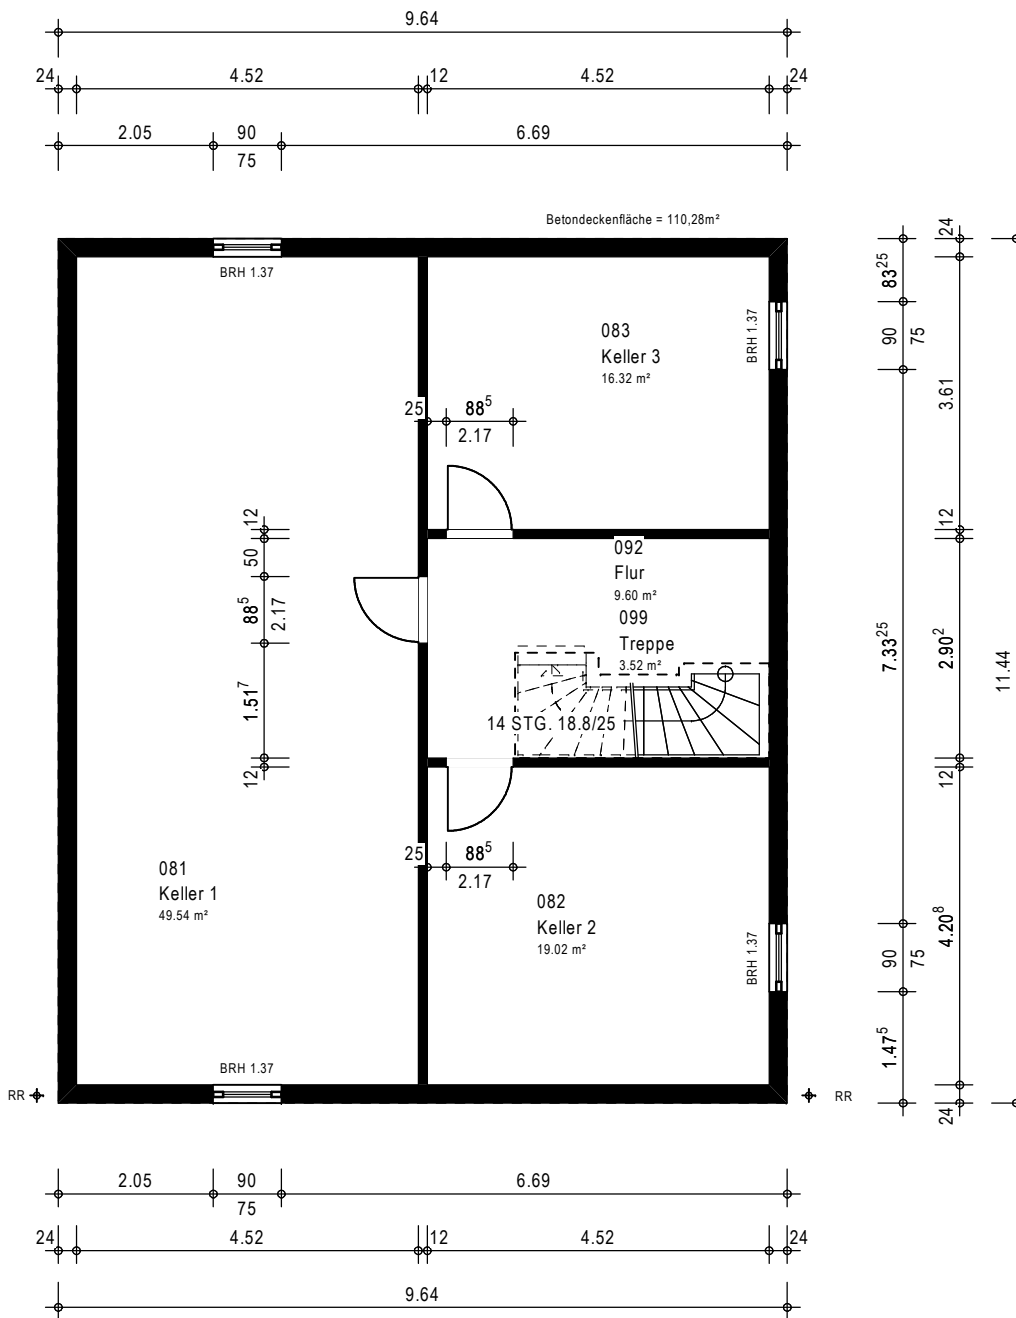 9.64
24 4.52 12 4.52 24
2.05 90 6.69
75
Betondeckenfläche = 110,28m²
BRH 1.37
083
Keller 3
16.32 m²
BRH 1.37
25 88⁵
2.17
12
50
88⁵
2.17
1.51⁷
12
092
Flur
9.60 m²
099
Treppe
3.52 m²
14 STG. 18.8/25
25 88⁵
2.17
081
Keller 1
49.54 m²
082
Keller 2
19.02 m²
BRH 1.37
BRH 1.37
RR
RR
83²⁵
90
75
7.33²⁵
90
75
1.47⁵
24
3.61
12
2.90²
12
4.20⁸
24
11.44
2.05 90 6.69
75
24 4.52 12 4.52 24
9.64